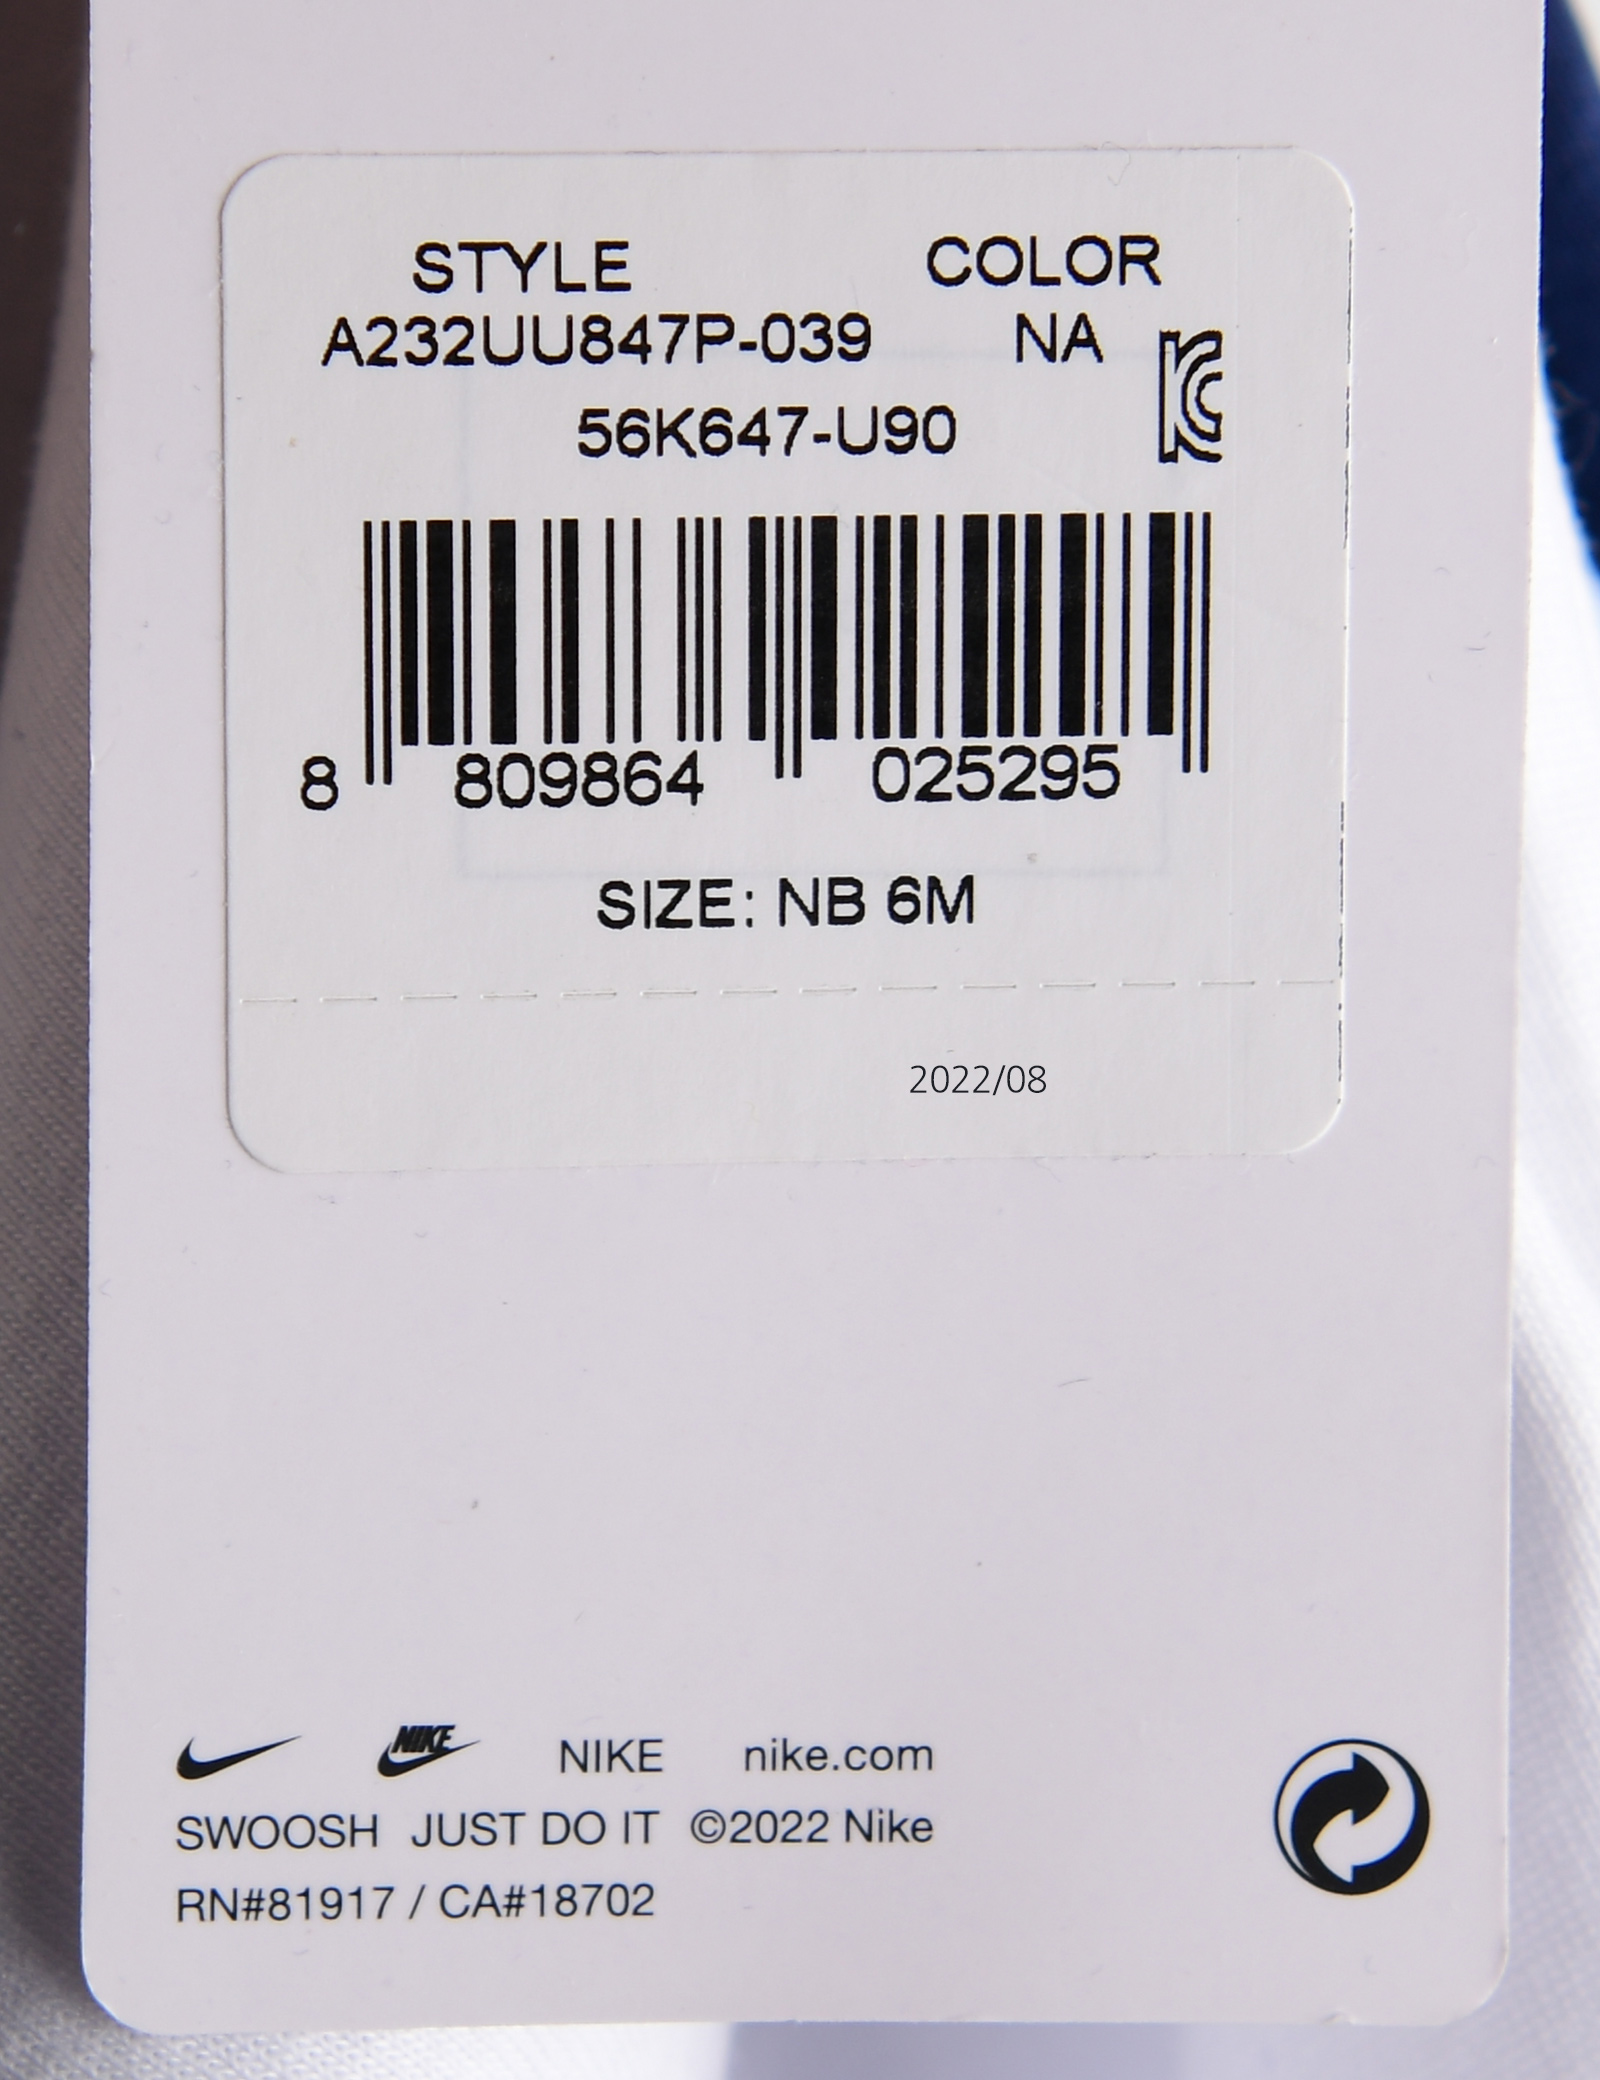 STYLE COLOR
A232UU847P-039 NA
56K647-U90
8 809864 025295
SIZE: NB 6M
2022/08
NIKE NIKE nike.com
SWOOSH JUST DO IT ©2022 Nike
RN#81917 / CA#18702